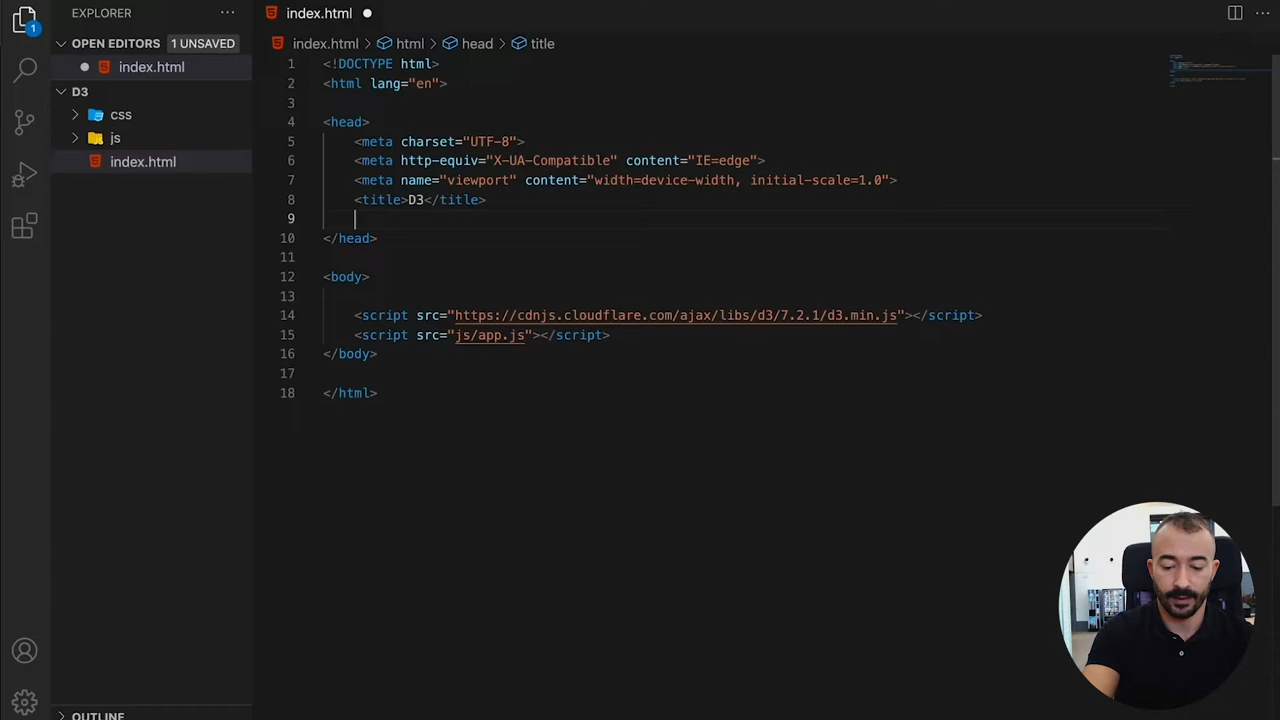 EXPLORER
···
index.html
···
1
OPEN EDITORS 1 UNSAVED
index.html
D3
css
js
index.html
OUTLINE
index.html > html > head > title
1 <!DOCTYPE html>
2 <html lang="en">
3
4 <head>
5 <meta charset="UTF-8">
6 <meta http-equiv="X-UA-Compatible" content="IE=edge">
7 <meta name="viewport" content="width=device-width, initial-scale=1.0">
8 <title>D3</title>
9
10 </head>
11
12 <body>
13
14 <script src="https://cdnjs.cloudflare.com/ajax/libs/d3/7.2.1/d3.min.js"></script>
15 <script src="js/app.js"></script>
16 </body>
17
18 </html>